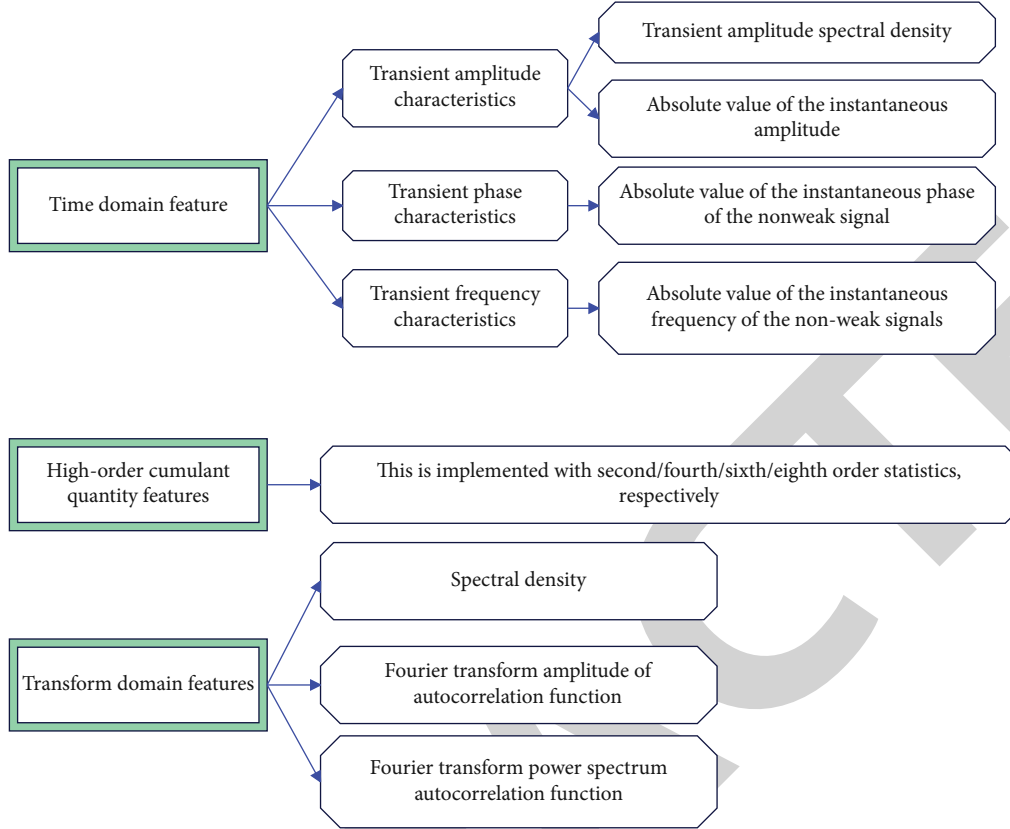 Time domain feature
Transient amplitude
characteristics
Transient amplitude spectral density
Absolute value of the instantaneous
amplitude
Transient phase
characteristics
Absolute value of the instantaneous phase
of the nonweak signal
Transient frequency
characteristics
Absolute value of the instantaneous
frequency of the non-weak signals
High-order cumulant
quantity features
This is implemented with second/fourth/sixth/eighth order statistics,
respectively
Transform domain features
Spectral density
Fourier transform amplitude of
autocorrelation function
Fourier transform power spectrum
autocorrelation function